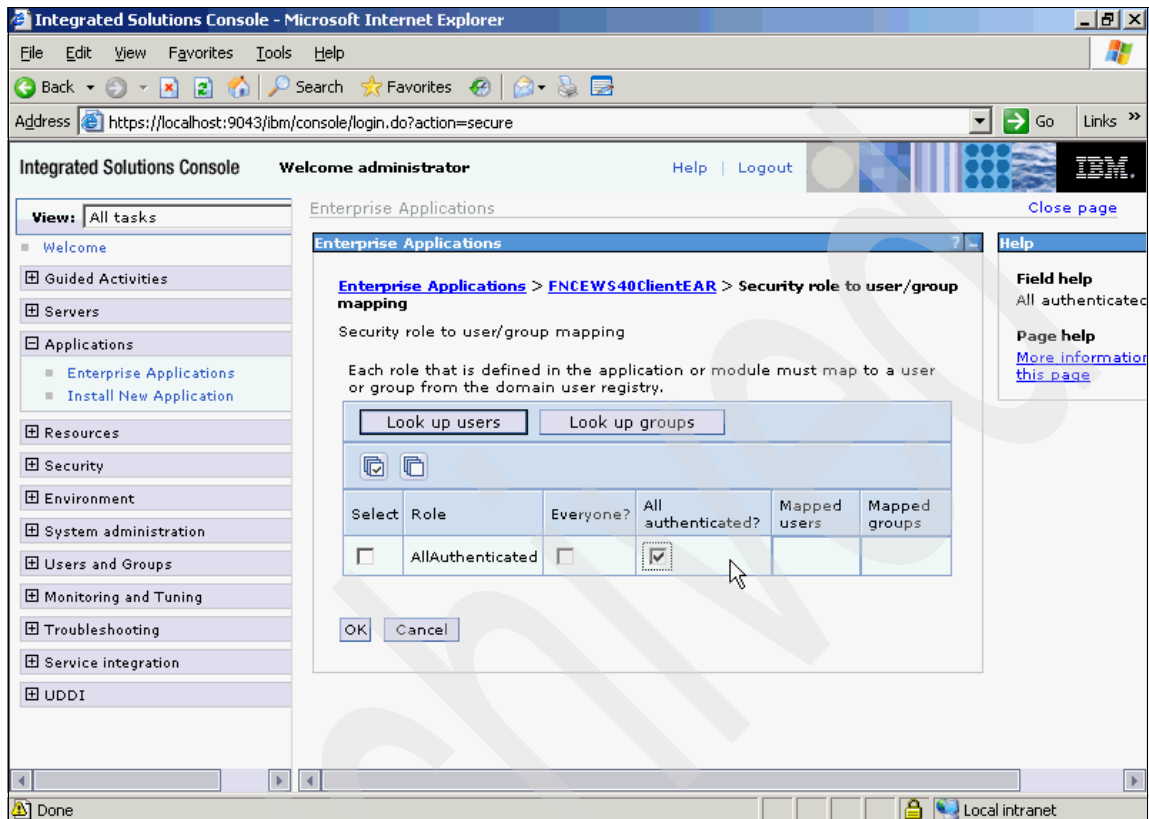 Integrated Solutions Console - Microsoft Internet Explorer
File Edit View Favorites Tools Help
Back Search Favorites
Address https://localhost:9043/ibm/console/login.do?action=secure Go Links »
Integrated Solutions Console Welcome administrator Help | Logout IBM.
View: All tasks
Welcome
Guided Activities
Servers
Applications
Enterprise Applications
Install New Application
Resources
Security
Environment
System administration
Users and Groups
Monitoring and Tuning
Troubleshooting
Service integration
UDDI
Enterprise Applications Close page
Enterprise Applications ? -
Enterprise Applications > FNCEWS40ClientEAR > Security role to user/group
mapping
Security role to user/group mapping
Each role that is defined in the application or module must map to a user
or group from the domain user registry.
Look up users Look up groups
Select Role Everyone? All authenticated? Mapped users Mapped groups
AllAuthenticated
OK Cancel
Help
Field help
All authenticated
Page help
More information
this page
Done Local intranet